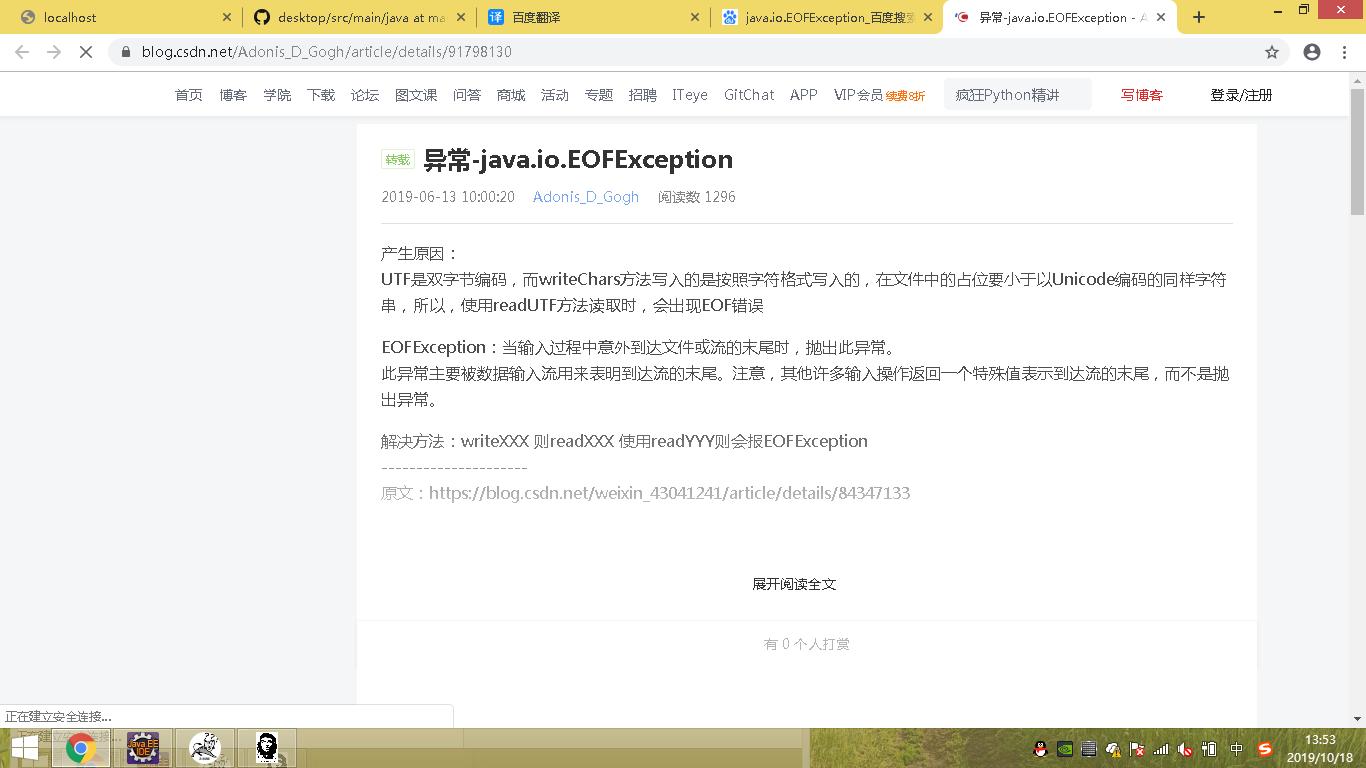 localhost
desktop/src/main/java at ma
译 百度翻译
java.io.EOFException_百度搜索
异常-java.io.EOFException - A
blog.csdn.net/Adonis_D_Gogh/article/details/91798130
首页 博客 学院 下载 论坛 图文课 问答 商城 活动 专题 招聘 ITeye GitChat APP VIP会员 续费8折 疯狂Python精讲 写博客 登录/注册
转载 异常-java.io.EOFException
2019-06-13 10:00:20 Adonis_D_Gogh 阅读数 1296
产生原因：
UTF是双字节编码，而writeChars方法写入的是按照字符格式写入的，在文件中的占位要小于以Unicode编码的同样字符
串，所以，使用readUTF方法读取时，会出现EOF错误
EOFException：当输入过程中意外到达文件或流的末尾时，抛出此异常。
此异常主要被数据输入流用来表明到达流的末尾。注意，其他许多输入操作返回一个特殊值表示到达流的末尾，而不是抛
出异常。
解决方法：writeXXX 则readXXX 使用readYYY则会报EOFException
---------------------
原文：https://blog.csdn.net/weixin_43041241/article/details/84347133
展开阅读全文
有 0 个人打赏
正在建立安全连接...
Java EE
IDE
中
13:53
2019/10/18